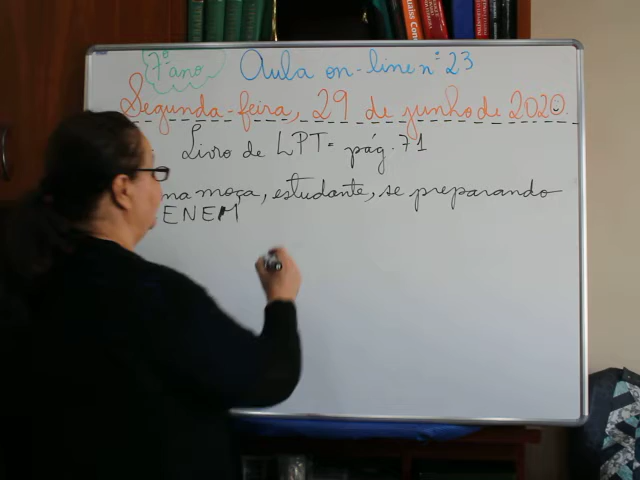 7º ano
Aula on-line nº 23
Segunda-feira, 29 de junho de 2020.
Livro de LPT= pág. 71
moça, estudante, se preparando
ENEM